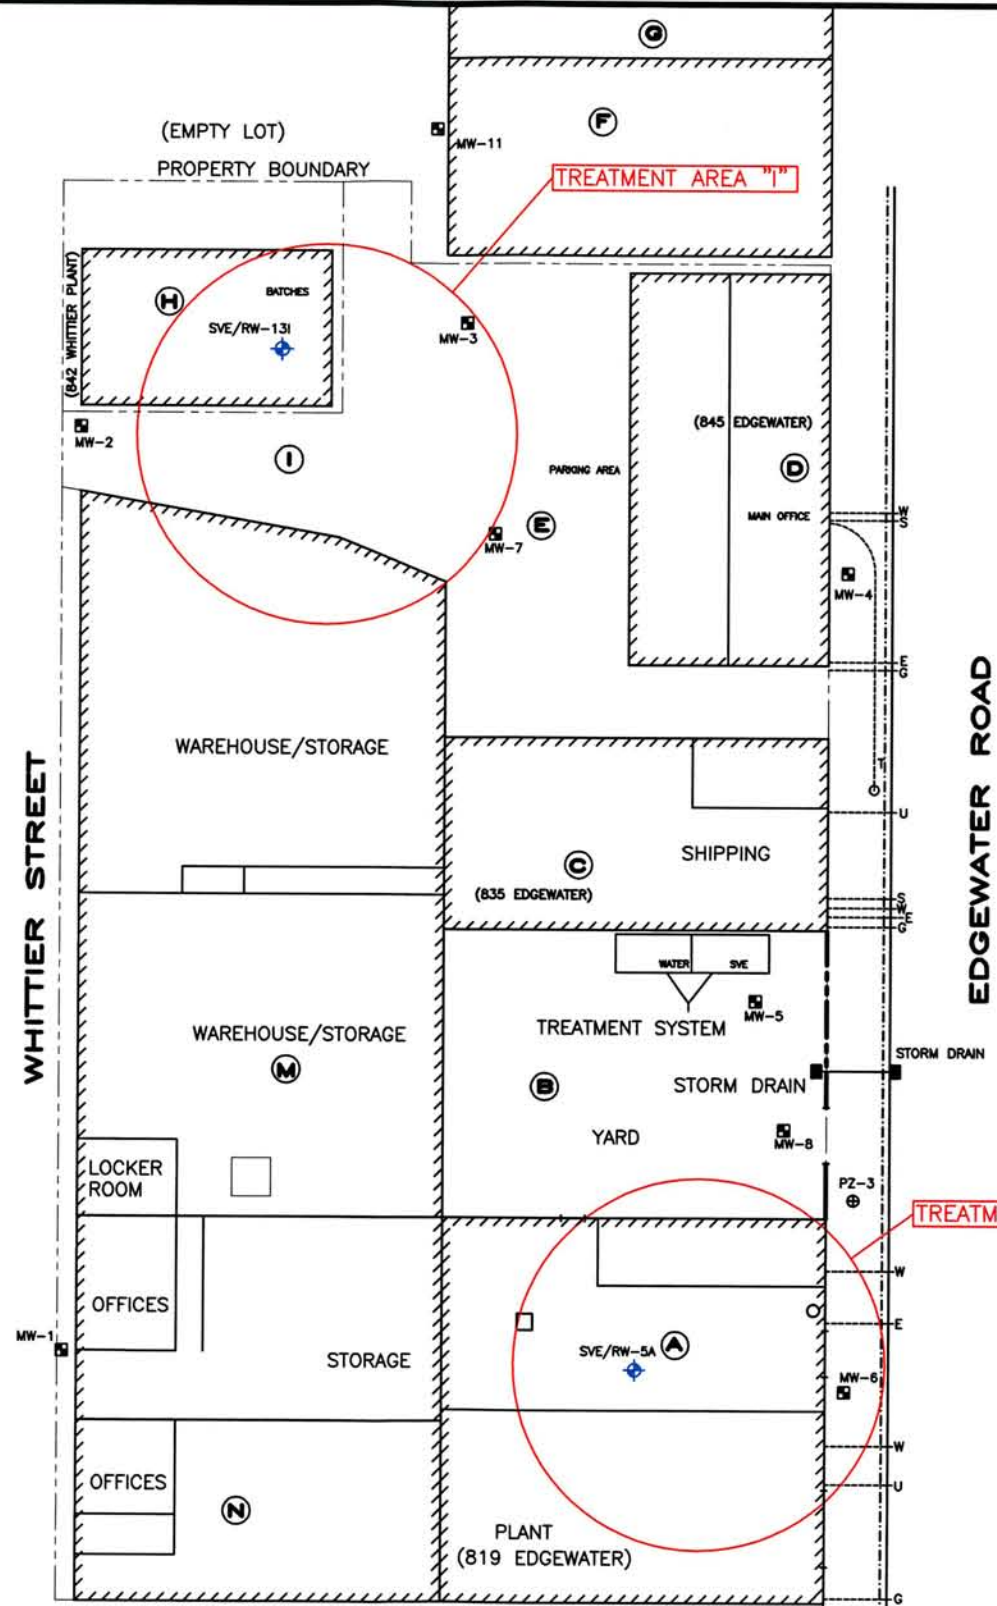 G
F
(EMPTY LOT)
MW-11
PROPERTY BOUNDARY
TREATMENT AREA "I"
(842 WHITTIER PLANT)
H
BATCHES
SVE/RW-13I
MW-3
MW-2
(845 EDGEWATER)
I
PARKING AREA
D
MAIN OFFICE
W
S
E
MW-7
MW-4
E
G
EDGEWATER ROAD
WHITTIER STREET
WAREHOUSE/STORAGE
T
U
SHIPPING
C
(835 EDGEWATER)
S
W
E
G
WATER
SVE
MW-5
TREATMENT SYSTEM
WAREHOUSE/STORAGE
M
B
STORM DRAIN
STORM DRAIN
YARD
MW-8
LOCKER
ROOM
PZ-3
TREATM
W
OFFICES
E
MW-1
STORAGE
SVE/RW-5A
A
MW-6
W
OFFICES
U
N
PLANT
(819 EDGEWATER)
G